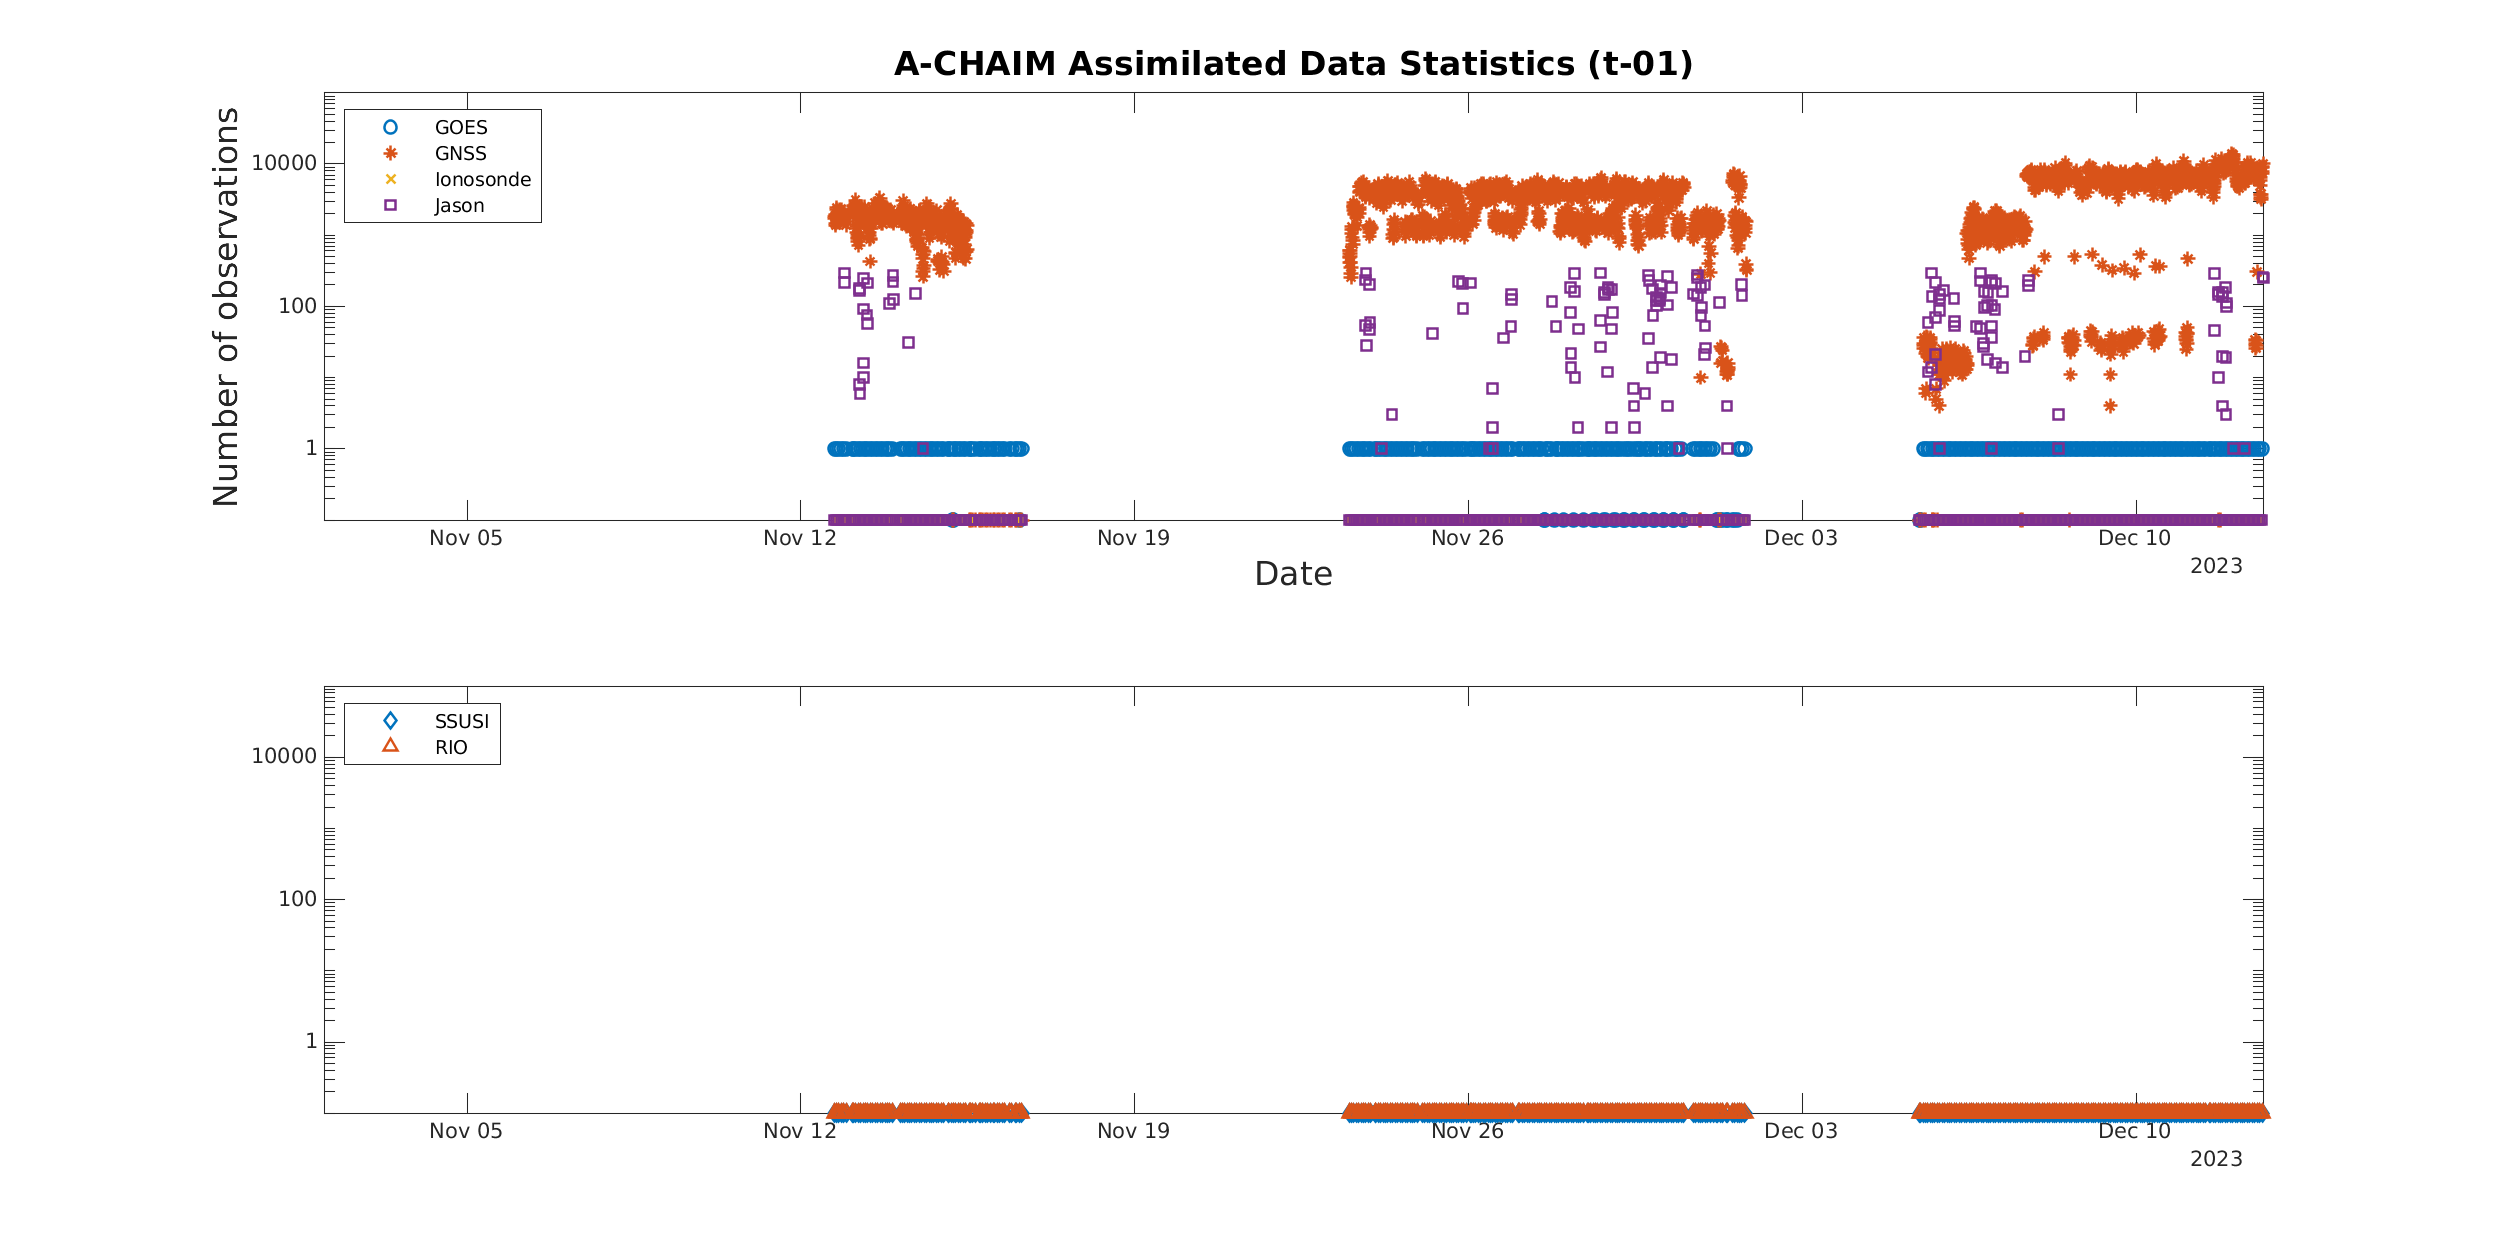 A-CHAIM Assimilated Data Statistics (t-01)
Number of observations
10000
100
1
GOES
GNSS
Ionosonde
Jason
Nov 05
Nov 12
Nov 19
Nov 26
Dec 03
Dec 10
2023
Date
10000
100
1
SSUSI
RIO
Nov 05
Nov 12
Nov 19
Nov 26
Dec 03
Dec 10
2023